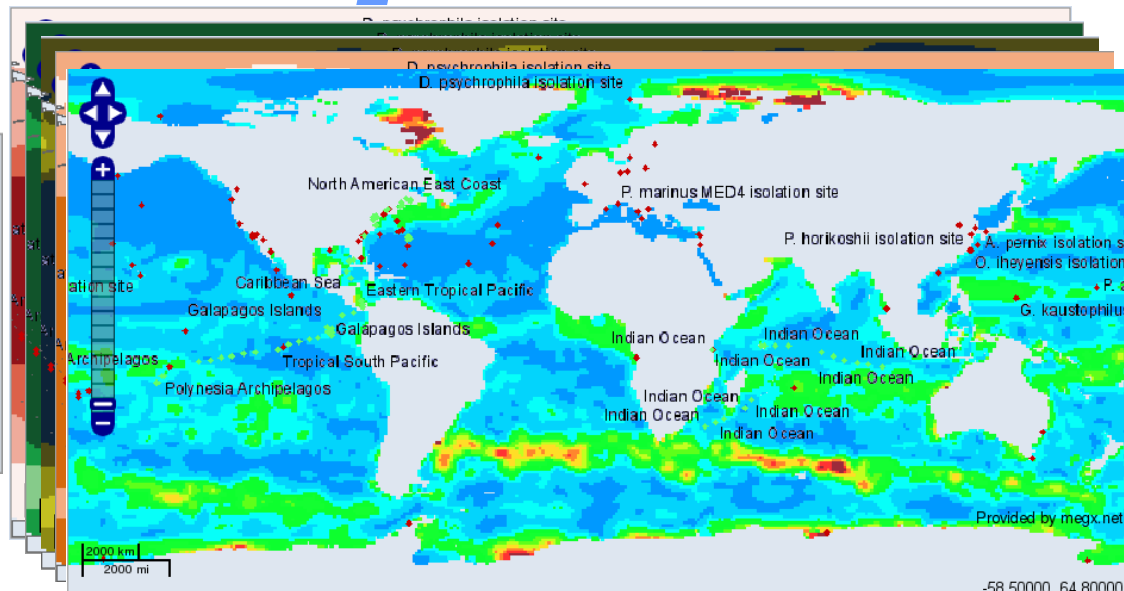 D. psychrophila isolation site
D. psychrophila isolation site
North American East Coast
P. marinus MED4 isolation site
P. horikoshii isolation site
A. pernix isolation s
O. iheyensis isolation
ation site
Caribbean Sea
Eastern Tropical Pacific
P. a
Galapagos Islands
G. kaustophilus
Galapagos Islands
Indian Ocean
Indian Ocean
Indian Ocean
Archipelagos
Tropical South Pacific
Indian Ocean
Indian Ocean
Polynesia Archipelagos
Indian Ocean
Indian Ocean
Indian Ocean
Indian Ocean
Provided by megx.net
2000 km
2000 mi
-58.50000, 64.80000